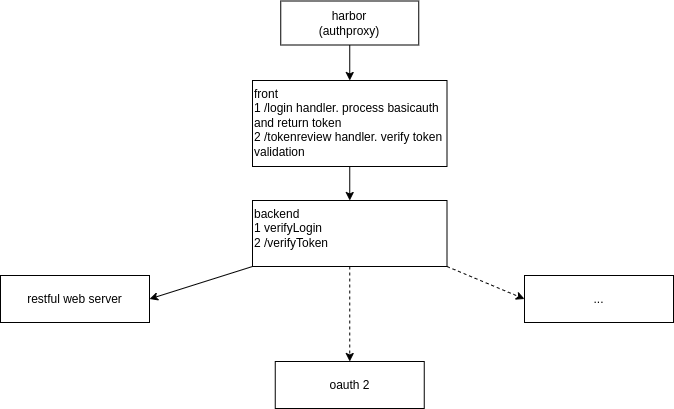 harbor
(authproxy)
front
1 /login handler. process basicauth
and return token
2 /tokenreview handler. verify token
validation
backend
1 verifyLogin
2 /verifyToken
restful web server
...
oauth 2